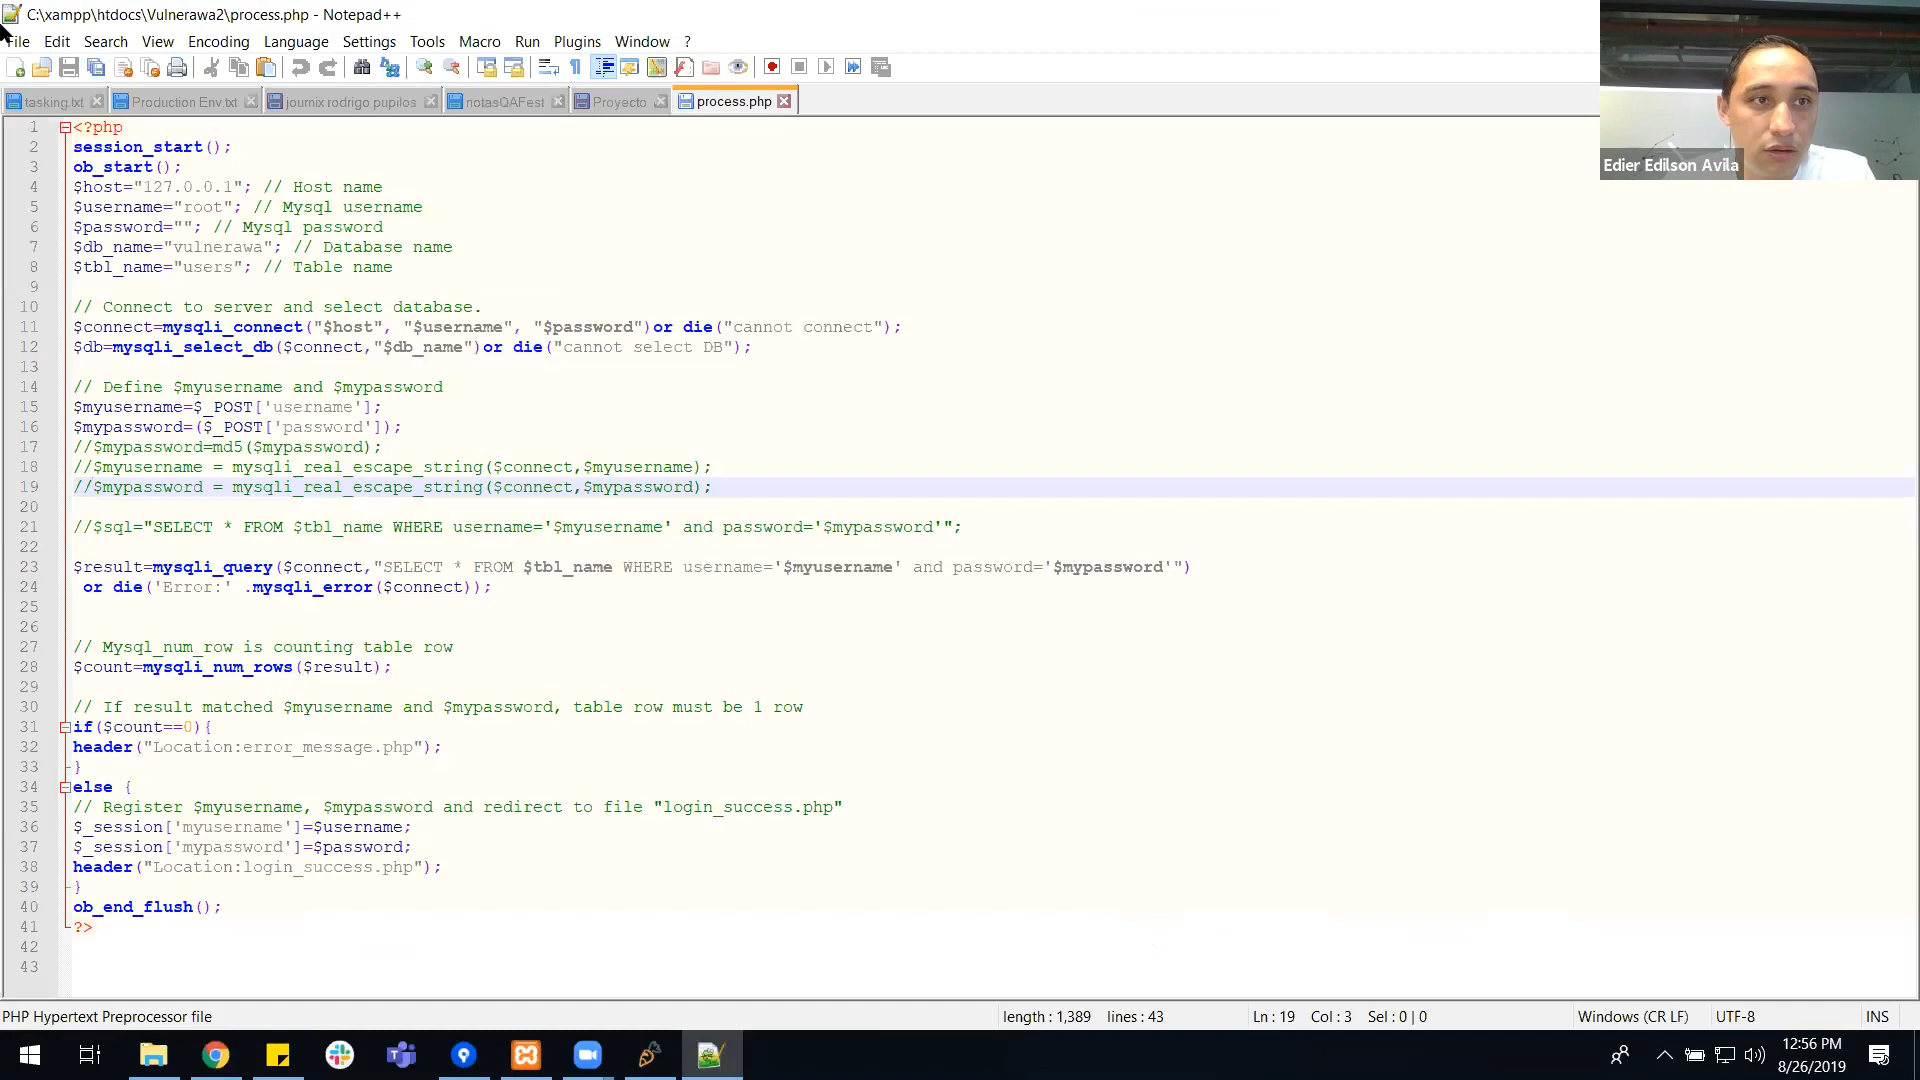 C:\xampp\htdocs\Vulnerawa2\process.php - Notepad++
File Edit Search View Encoding Language Settings Tools Macro Run Plugins Window ?
tasking.txt Production Env.txt journix rodrigo pupilos notasQAFest Proyecto process.php
Edier Edilson Avila
1 <?php
2 session_start();
3 ob_start();
4 $host="127.0.0.1"; // Host name
5 $username="root"; // Mysql username
6 $password=""; // Mysql password
7 $db_name="vulnerawa"; // Database name
8 $tbl_name="users"; // Table name
9
10 // Connect to server and select database.
11 $connect=mysqli_connect("$host", "$username", "$password")or die("cannot connect");
12 $db=mysqli_select_db($connect,"$db_name")or die("cannot select DB");
13
14 // Define $myusername and $mypassword
15 $myusername=$_POST['username'];
16 $mypassword=($_POST['password']);
17 //$mypassword=md5($mypassword);
18 //$myusername = mysqli_real_escape_string($connect,$myusername);
19 //$mypassword = mysqli_real_escape_string($connect,$mypassword);
20
21 //$sql="SELECT * FROM $tbl_name WHERE username='$myusername' and password='$mypassword'";
22
23 $result=mysqli_query($connect,"SELECT * FROM $tbl_name WHERE username='$myusername' and password='$mypassword'")
24 or die('Error:' .mysqli_error($connect));
25
26
27 // Mysql_num_row is counting table row
28 $count=mysqli_num_rows($result);
29
30 // If result matched $myusername and $mypassword, table row must be 1 row
31 if($count==0){
32 header("Location:error_message.php");
33 }
34 else {
35 // Register $myusername, $mypassword and redirect to file "login_success.php"
36 $_session['myusername']=$username;
37 $_session['mypassword']=$password;
38 header("Location:login_success.php");
39 }
40 ob_end_flush();
41 ?>
42
43
PHP Hypertext Preprocessor file length : 1,389 lines : 43 Ln : 19 Col : 3 Sel : 0 | 0 Windows (CR LF) UTF-8 INS
12:56 PM
8/26/2019